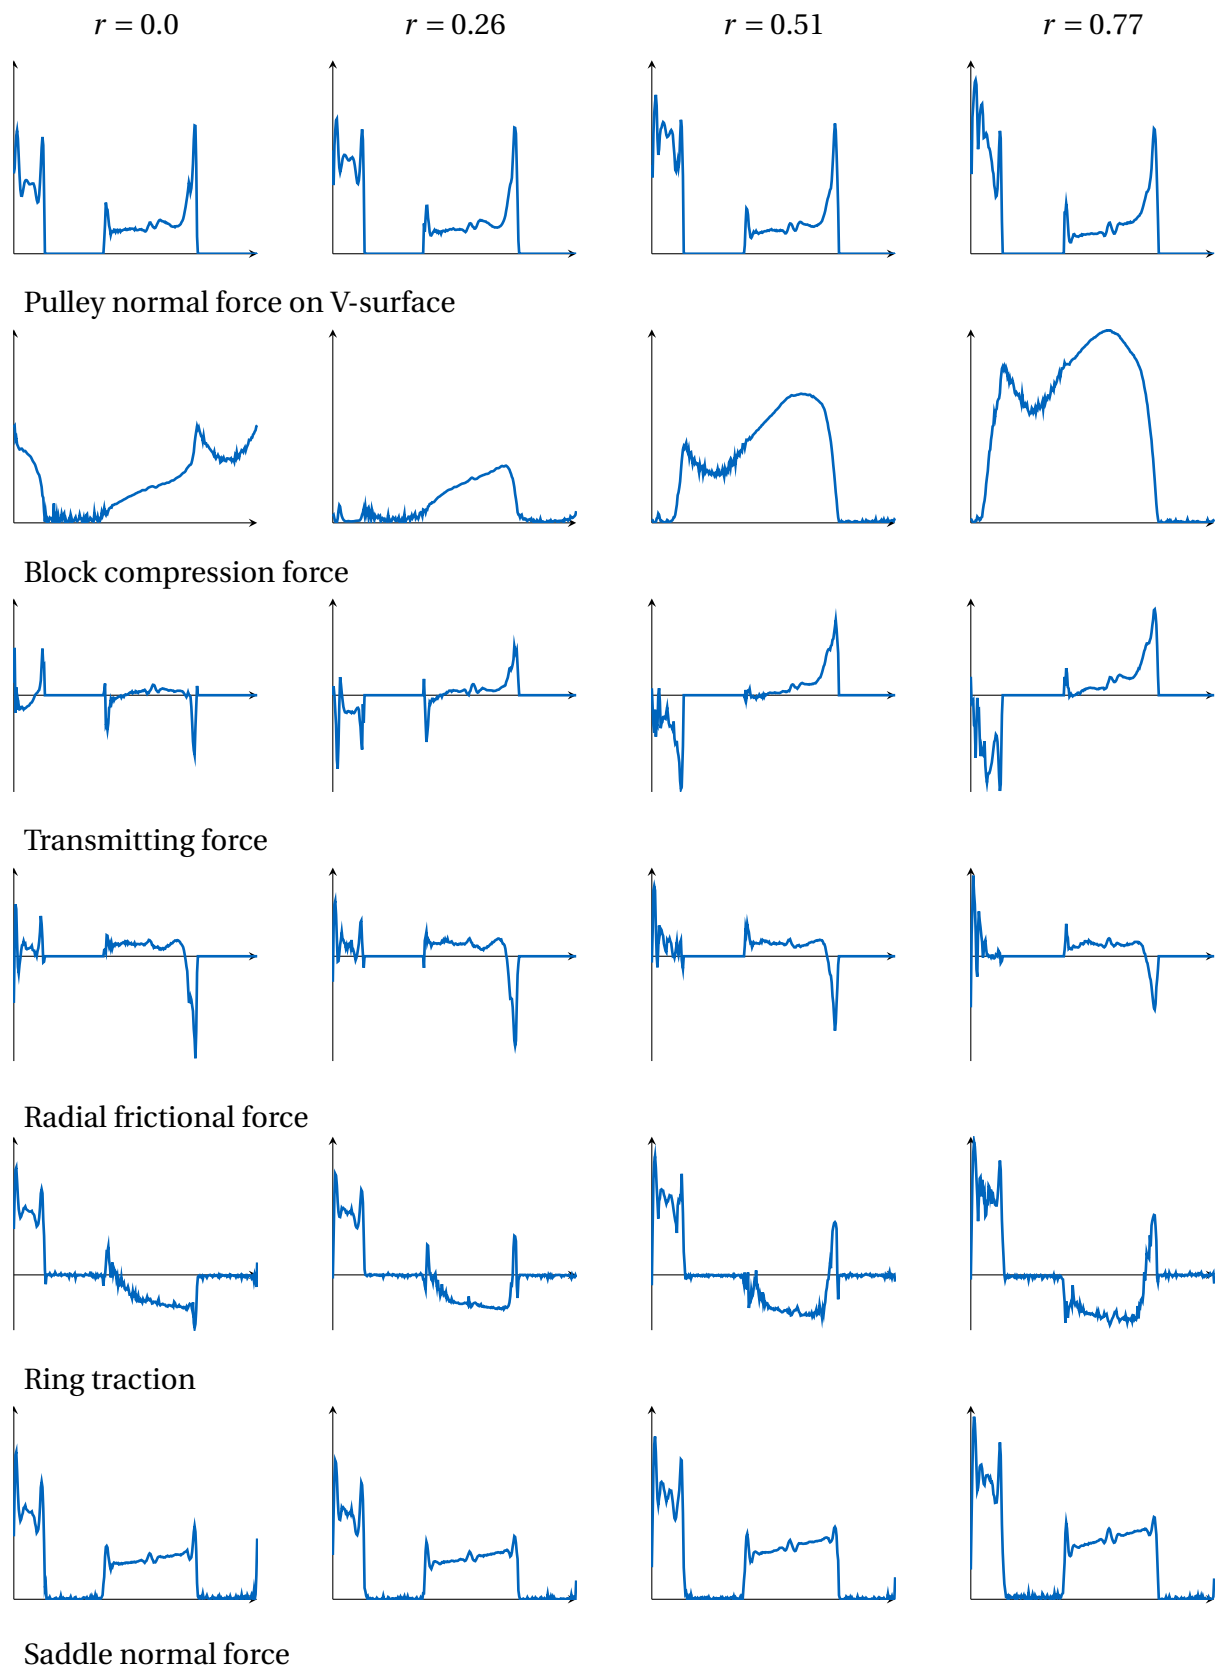 r = 0.0 r = 0.26 r = 0.51 r = 0.77
Pulley normal force on V-surface
Block compression force
Transmitting force
Radial frictional force
Ring traction
Saddle normal force